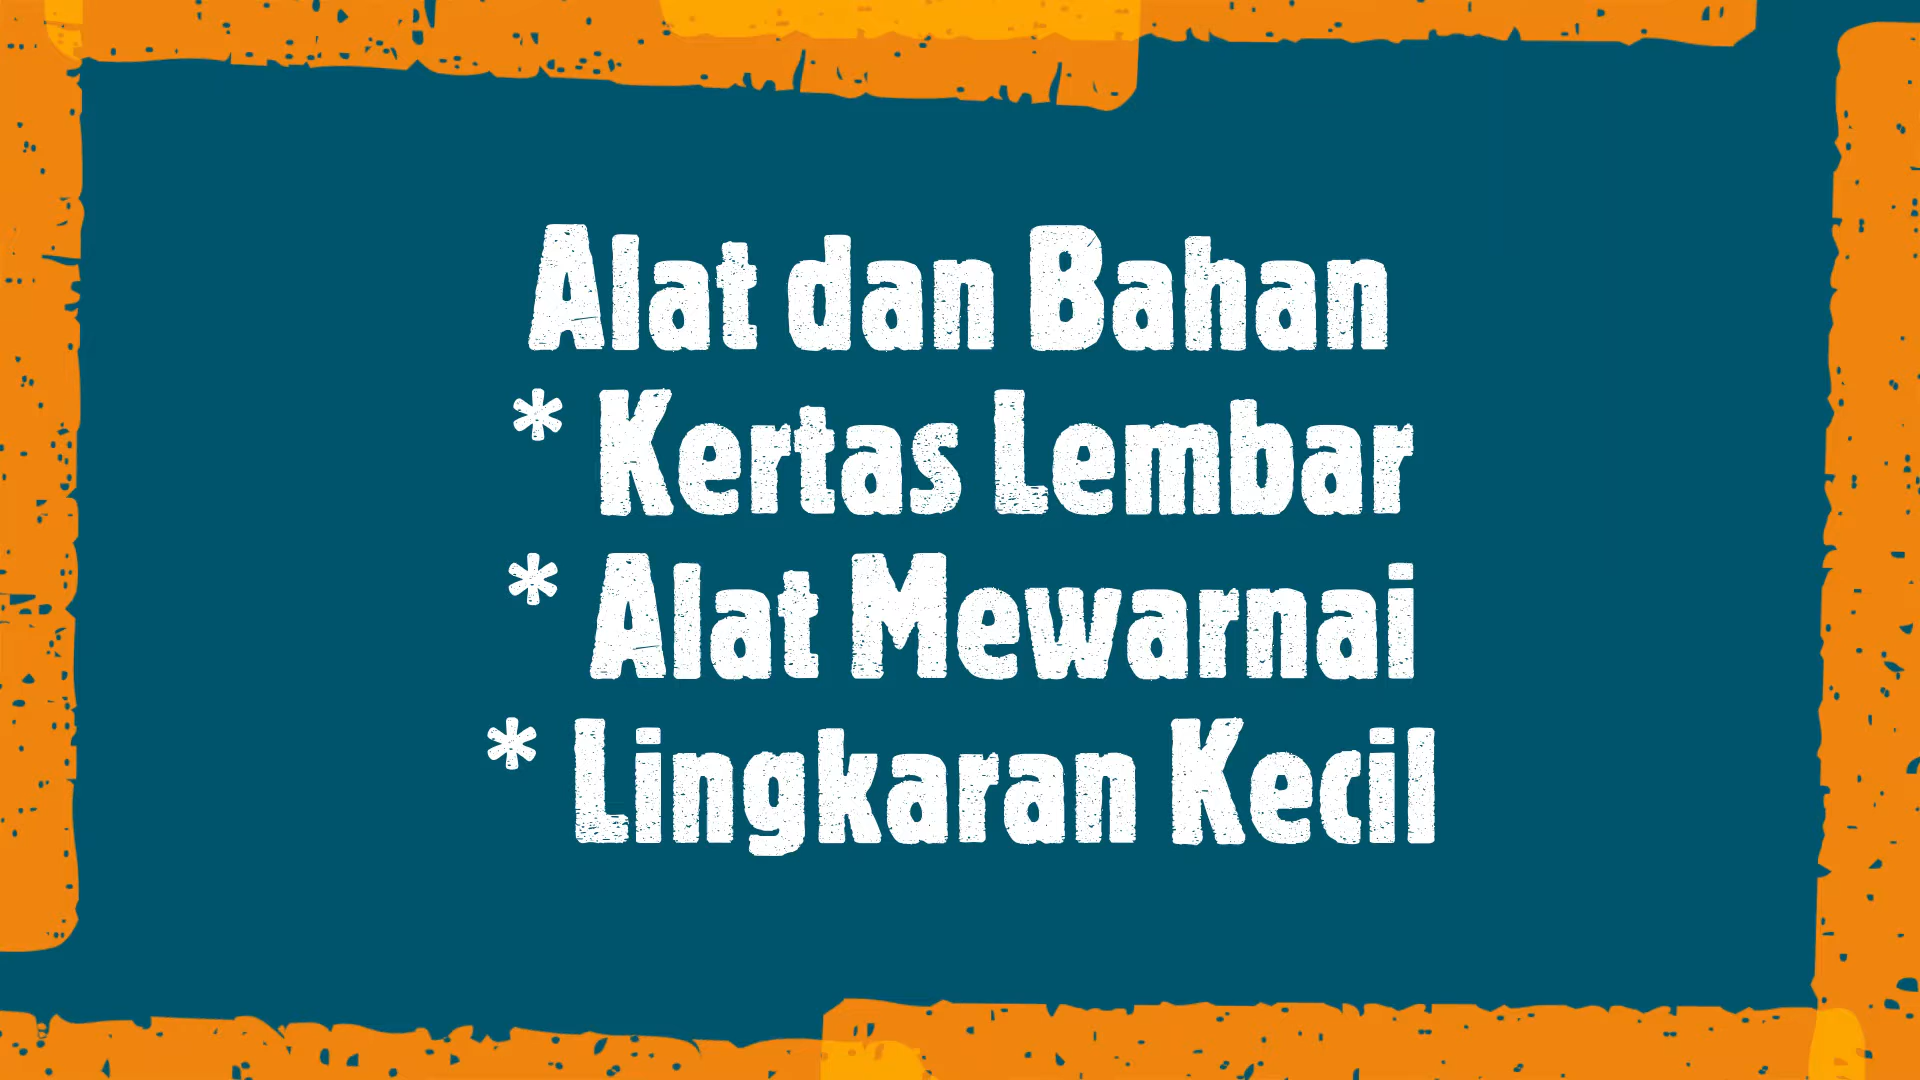 Alat dan Bahan
* Kertas Lembar
* Alat Mewarnai
* Lingkaran Kecil